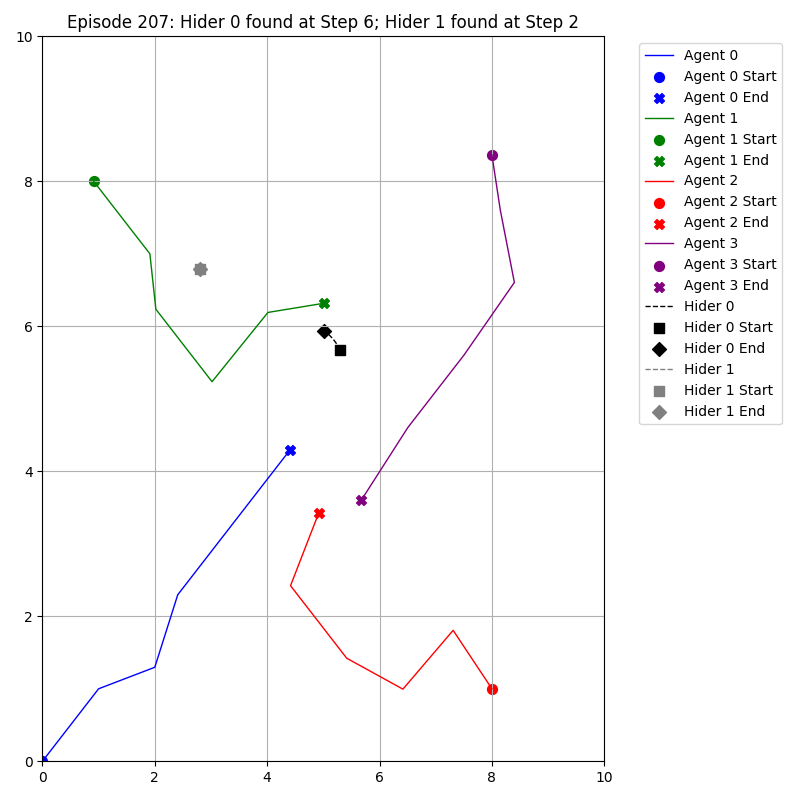 Episode 207: Hider 0 found at Step 6; Hider 1 found at Step 2
10
8
6
4
2
0
0 2 4 6 8 10
Agent 0
Agent 0 Start
Agent 0 End
Agent 1
Agent 1 Start
Agent 1 End
Agent 2
Agent 2 Start
Agent 2 End
Agent 3
Agent 3 Start
Agent 3 End
Hider 0
Hider 0 Start
Hider 0 End
Hider 1
Hider 1 Start
Hider 1 End